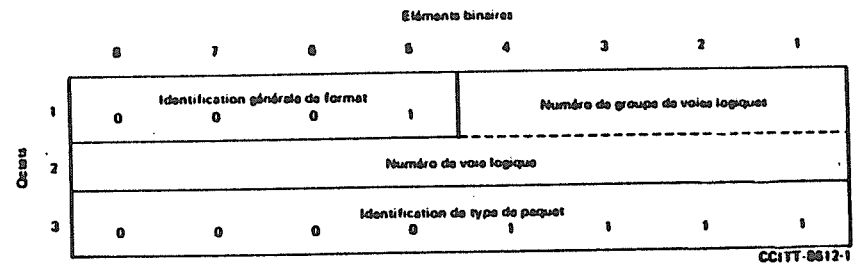 Eléments binaires
8 7 6 5 4 3 2 1
Identification générale de format
Numéro de groupe de voies logiques
1
0 0 0 1
Octets
2
Numéro de voie logique
Identification de type de paquet
3
0 0 0 0 1 1 1 1
CCITT-8812-1